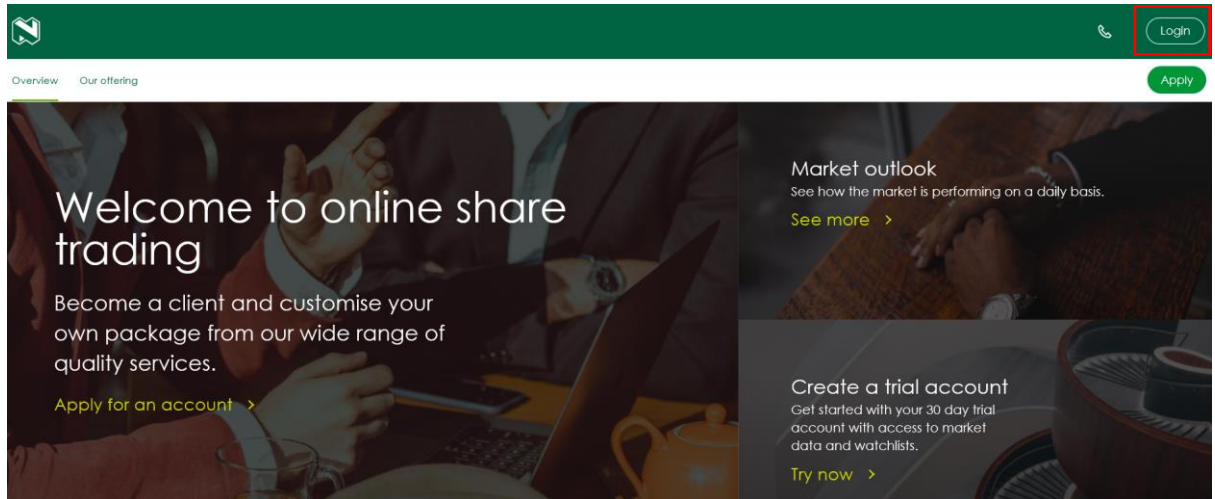 Login
Overview Our offering
Apply
Welcome to online share
trading
Become a client and customise your
own package from our wide range of
quality services.
Apply for an account >
Market outlook
See how the market is performing on a daily basis.
See more >
Create a trial account
Get started with your 30 day trial
account with access to market
data and watchlists.
Try now >